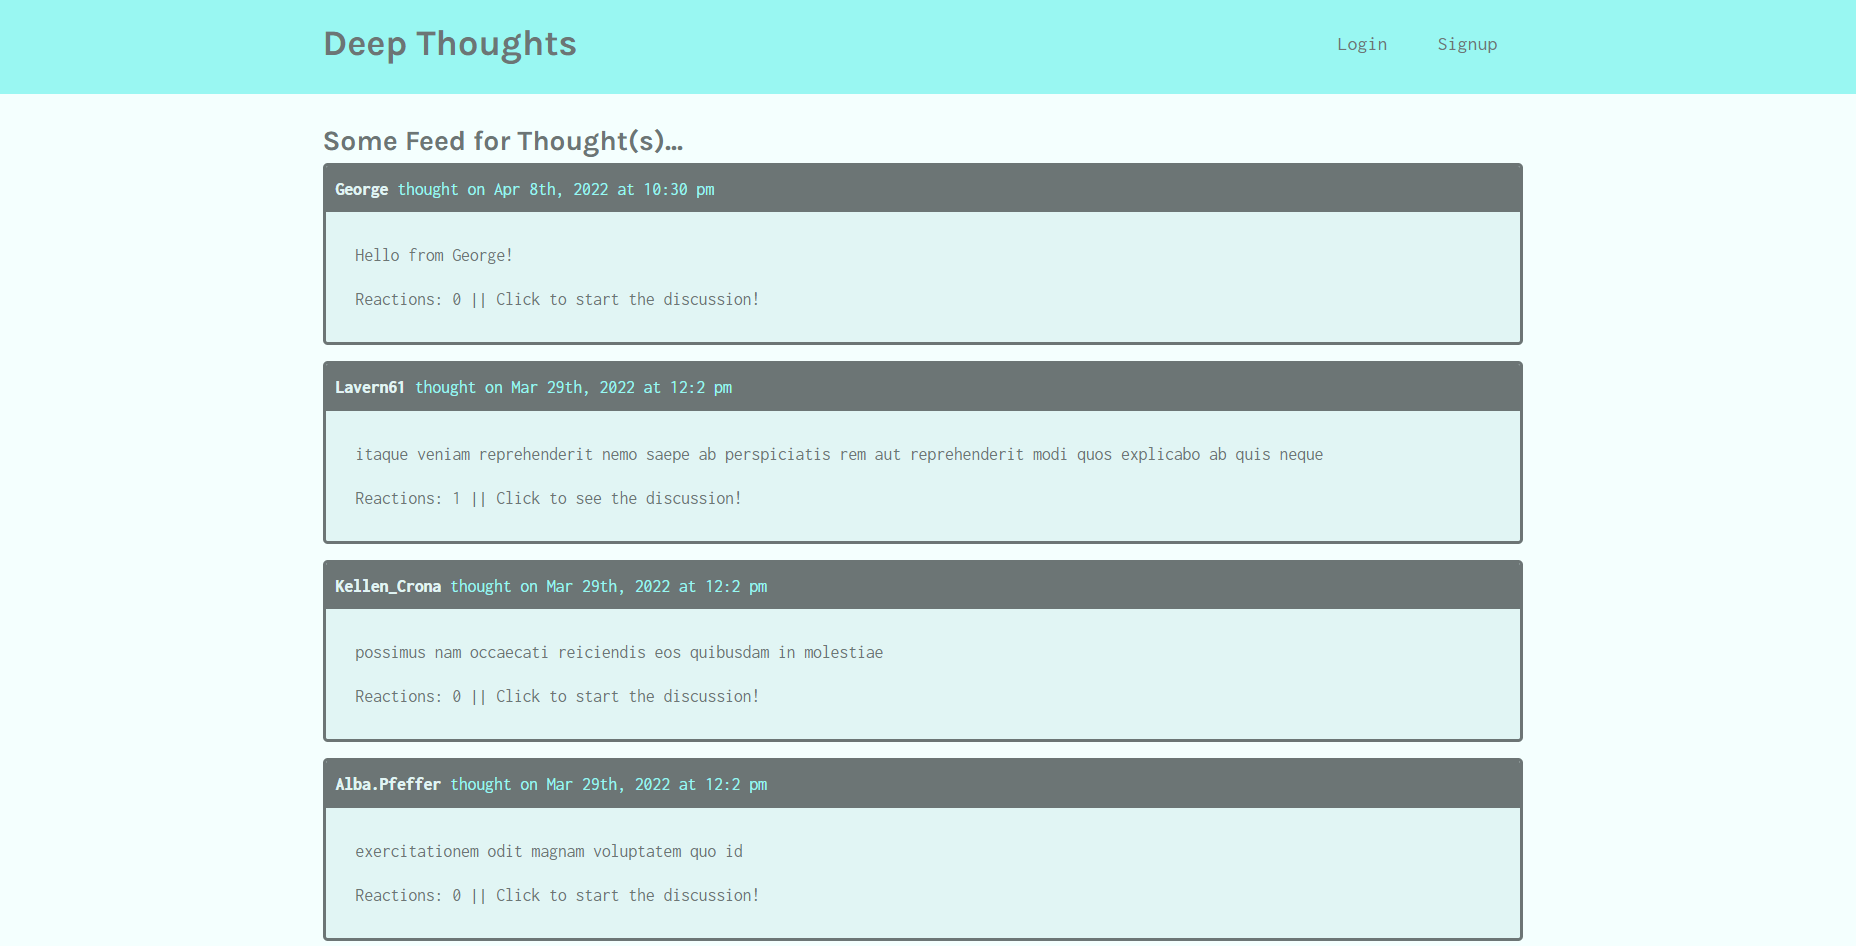 Deep Thoughts
Login
Signup
Some Feed for Thought(s)...
George thought on Apr 8th, 2022 at 10:30 pm
Hello from George!
Reactions: 0 || Click to start the discussion!
Lavern61 thought on Mar 29th, 2022 at 12:2 pm
itaque veniam reprehenderit nemo saepe ab perspiciatis rem aut reprehenderit modi quos explicabo ab quis neque
Reactions: 1 || Click to see the discussion!
Kellen_Crona thought on Mar 29th, 2022 at 12:2 pm
possimus nam occaecati reiciendis eos quibusdam in molestiae
Reactions: 0 || Click to start the discussion!
Alba.Pfeffer thought on Mar 29th, 2022 at 12:2 pm
exercitationem odit magnam voluptatem quo id
Reactions: 0 || Click to start the discussion!